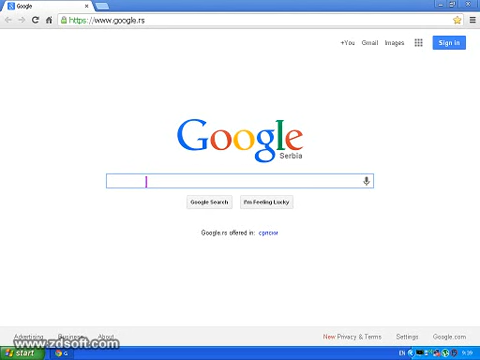 Google
https://www.google.rs
+You Gmail Images Sign in
Google
Serbia
Google Search I'm Feeling Lucky
Google.rs offered in: српски
Advertising Business About New Privacy & Terms Settings Google.com
www.zdsoft.com
start G EN